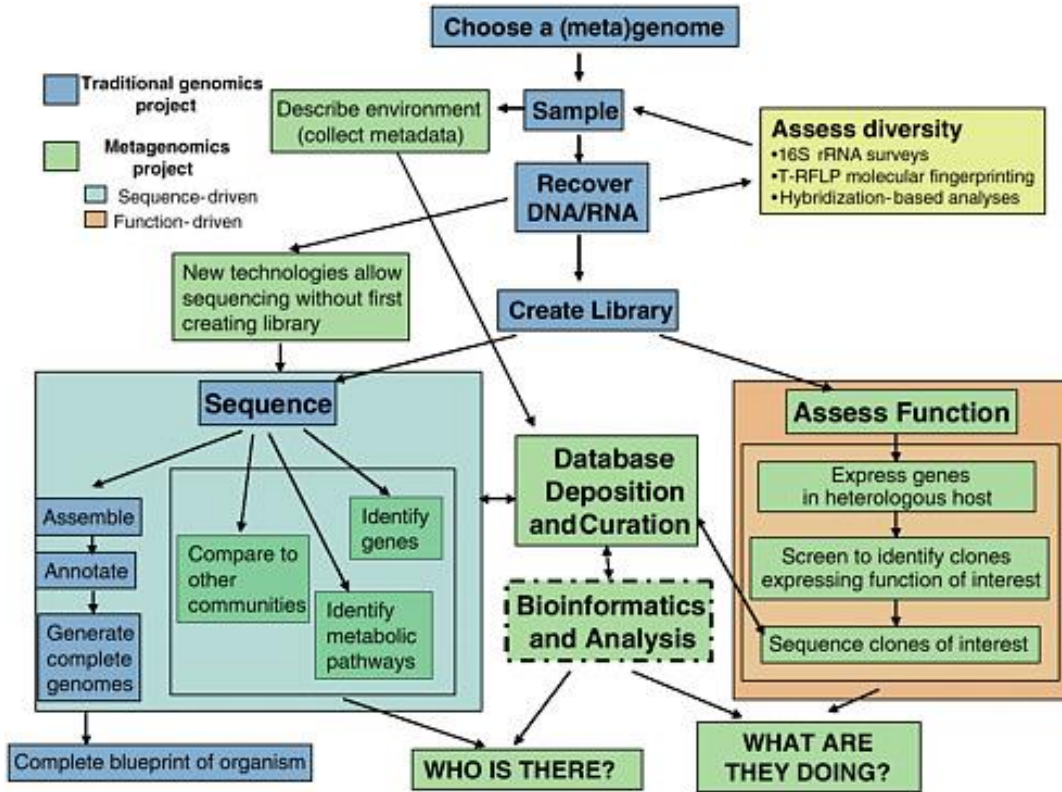 Choose a (meta)genome
Traditional genomics
project
Metagenomics
project
Sequence-driven
Function-driven
Describe environment
(collect metadata)
Sample
Assess diversity
•16S rRNA surveys
•T-RFLP molecular fingerprinting
•Hybridization-based analyses
Recover
DNA/RNA
New technologies allow
sequencing without first
creating library
Create Library
Sequence
Assemble
Annotate
Generate
complete
genomes
Compare to
other
communities
Identify
genes
Identify
metabolic
pathways
Database
Deposition
and Curation
Bioinformatics
and Analysis
Assess Function
Express genes
in heterologous host
Screen to identify clones
expressing function of interest
Sequence clones of interest
Complete blueprint of organism
WHO IS THERE?
WHAT ARE
THEY DOING?